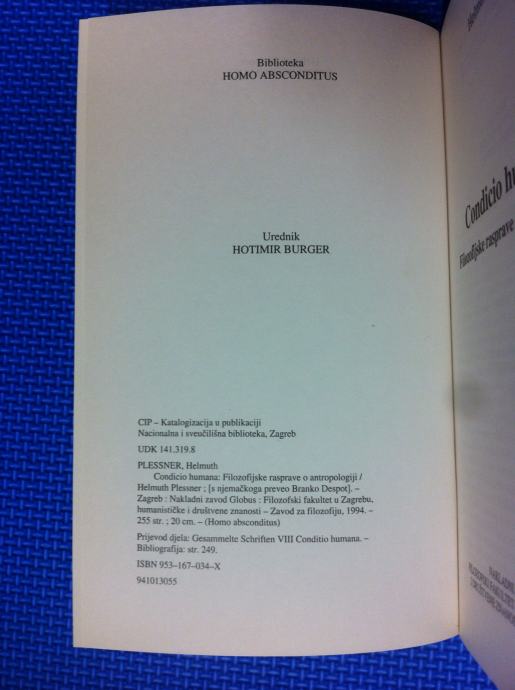 Biblioteka
HOMO ABSCONDITUS
Urednik
HOTIMIR BURGER
CIP – Katalogizacija u publikaciji
Nacionalna i sveučilišna biblioteka, Zagreb
UDK 141.319.8
PLESSNER, Helmuth
Condicio humana: Filozofijske rasprave o antropologiji /
Helmuth Plessner ; [s njemačkoga preveo Branko Despot]. –
Zagreb : Nakladni zavod Globus : Filozofski fakultet u Zagrebu,
humanističke i društvene znanosti – Zavod za filozofiju, 1994. –
255 str. ; 20 cm. – (Homo absconditus)
Prijevod djela: Gesammelte Schriften VIII Conditio humana. –
Bibliografija: str. 249.
ISBN 953–167–034–X
941013055
Condicio hu
Filozofijske rasprave